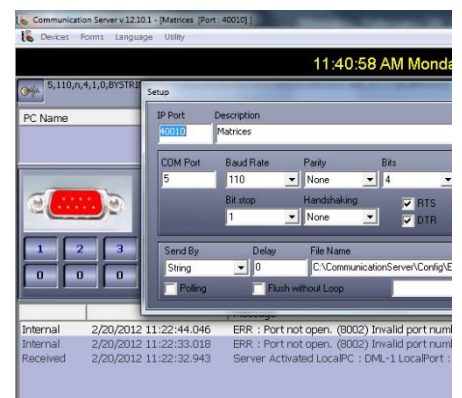 Communication Server v.12.10.1 - [Matrices [Port : 40010] ]
Devices Forms Language Utility
11:40:58 AM Monda
5,110,n,4,1,0,BYSTRI
Setup
PC Name
IP Port Description
40010 Matrices
COM Port Baud Rate Parity Bits
5 110 None 4
Bit stop Handshaking RTS
1 None DTR
Send By Delay File Name
String 0 C:\CommunicationServer\Config\E
Polling Flush without Loop
1 2 3
0 0 0
Internal 2/20/2012 11:22:44.046 ERR : Port not open. (8002) Invalid port num
Internal 2/20/2012 11:22:33.018 ERR : Port not open. (8002) Invalid port num
Received 2/20/2012 11:22:32.943 Server Activated LocalPC : DML-1 LocalPort :